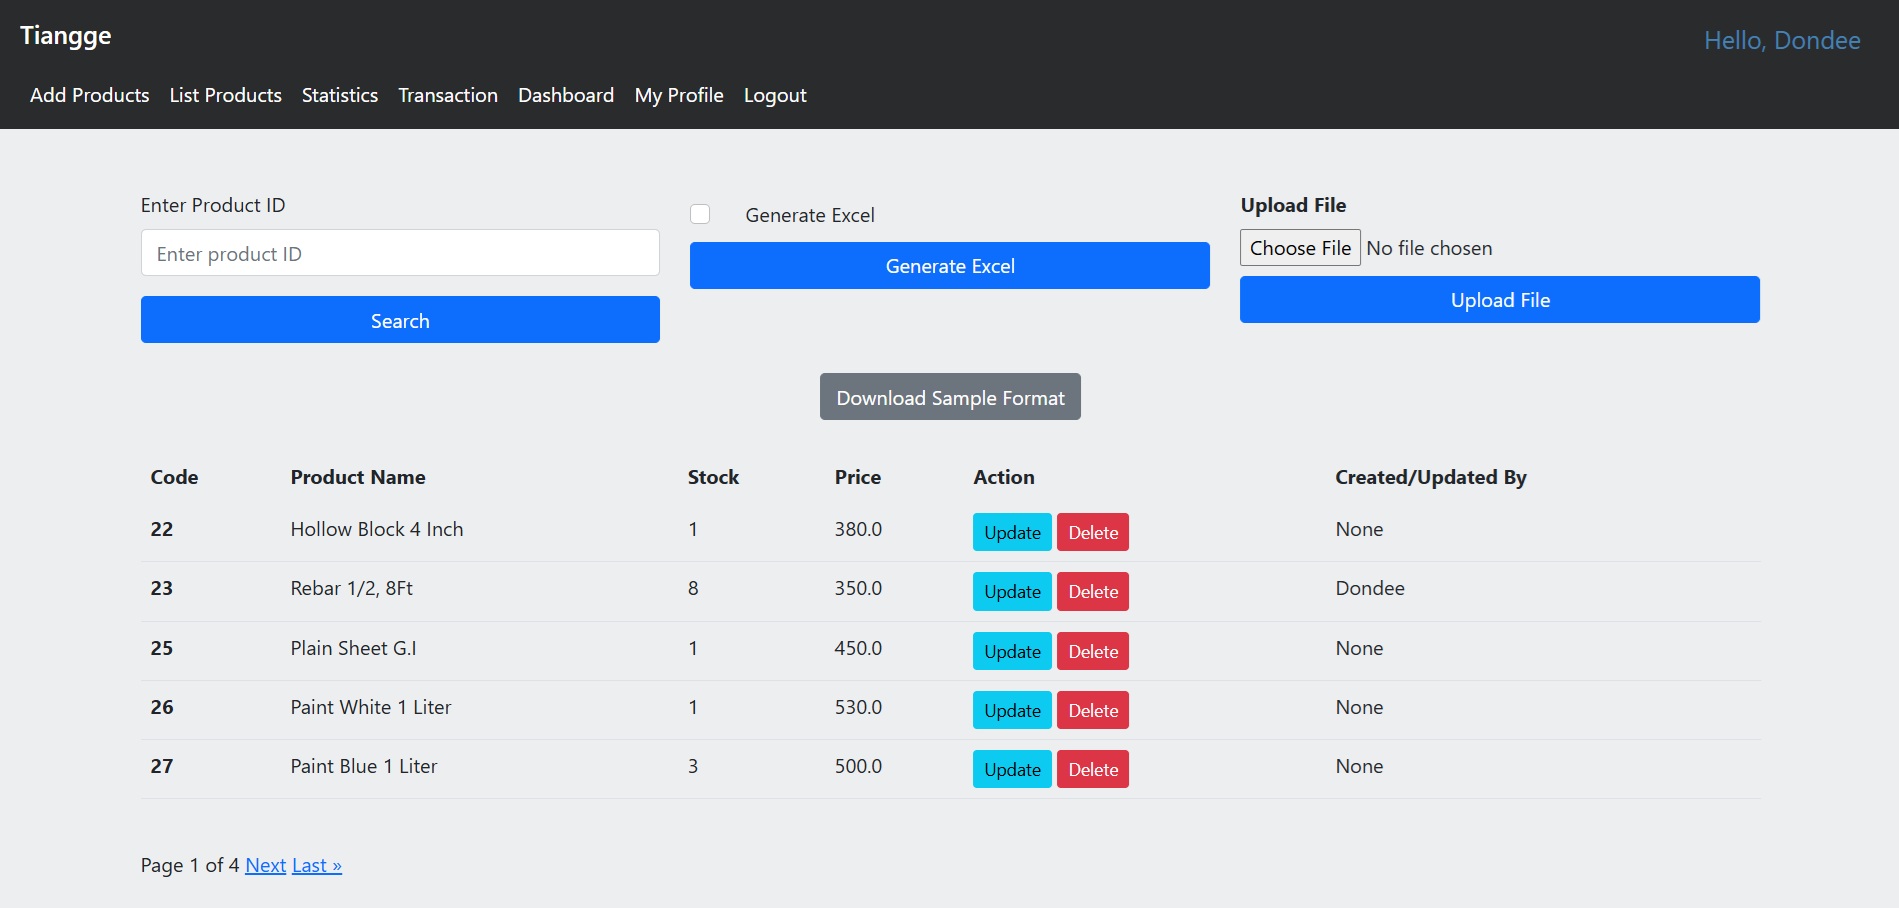 Tiangge
Hello, Dondee
Add Products List Products Statistics Transaction Dashboard My Profile Logout
Enter Product ID
Enter product ID
Search
Generate Excel
Generate Excel
Upload File
Choose File No file chosen
Upload File
Download Sample Format
Code Product Name Stock Price Action Created/Updated By
22 Hollow Block 4 Inch 1 380.0 Update Delete None
23 Rebar 1/2, 8Ft 8 350.0 Update Delete Dondee
25 Plain Sheet G.I 1 450.0 Update Delete None
26 Paint White 1 Liter 1 530.0 Update Delete None
27 Paint Blue 1 Liter 3 500.0 Update Delete None
Page 1 of 4 Next Last »